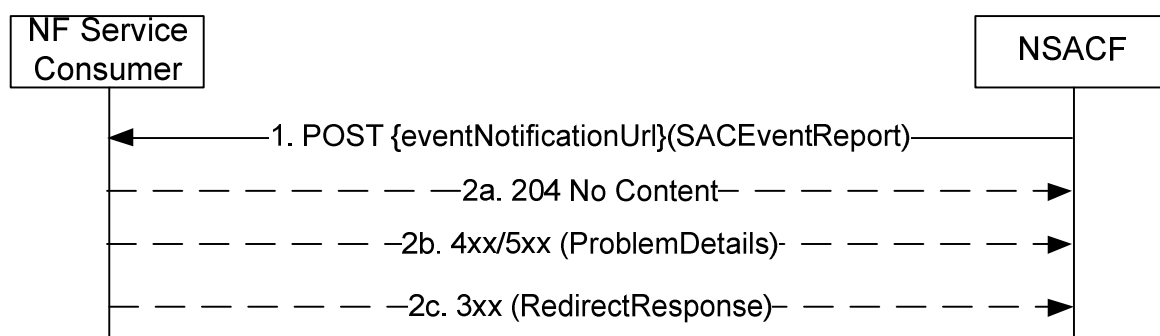 NF Service
Consumer
NSACF
1. POST {eventNotificationUrl}(SACEventReport)
2a. 204 No Content
2b. 4xx/5xx (ProblemDetails)
2c. 3xx (RedirectResponse)